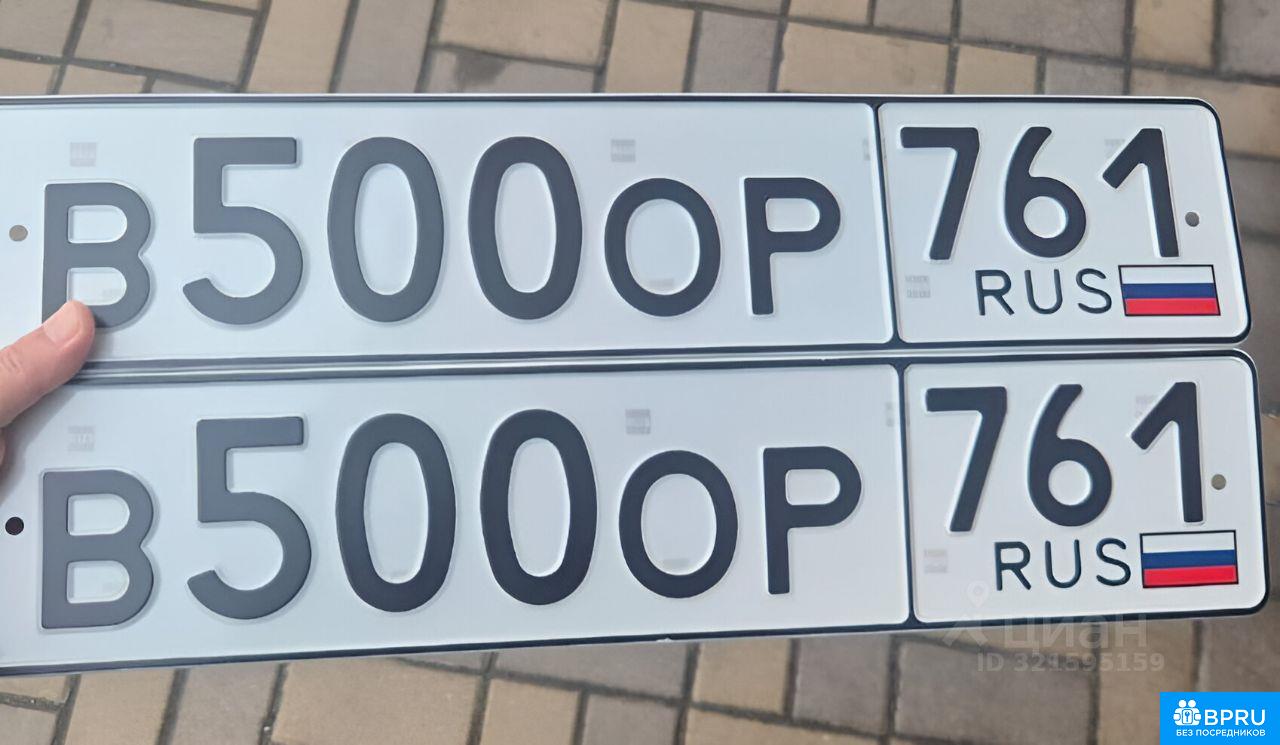 В500ОР 761
RUS
В500ОР 761
RUS
циан
ID 321595159
BPRU
БЕЗ ПОСРЕДНИКОВ